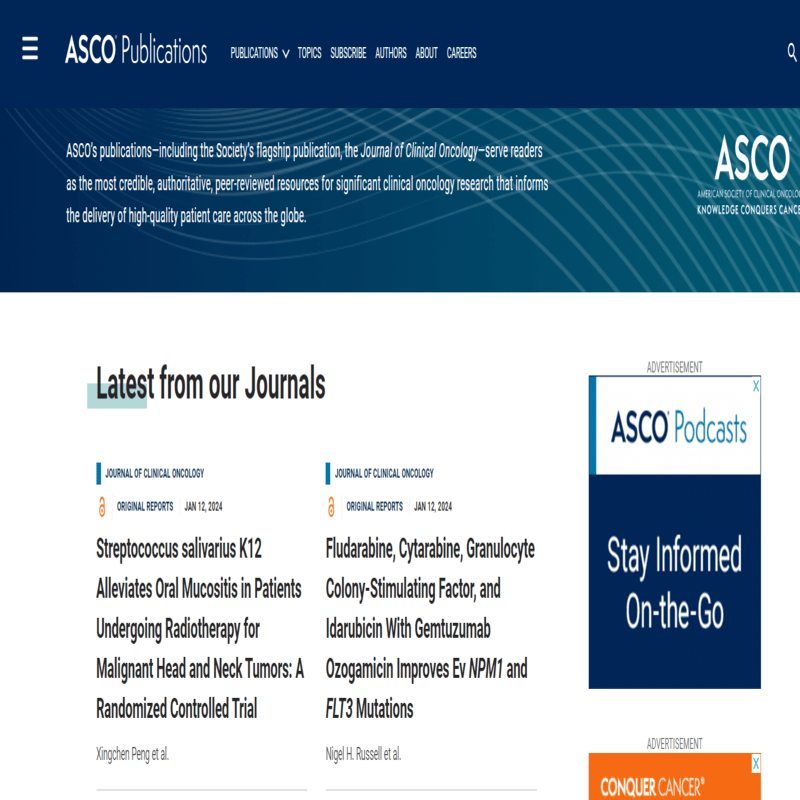 ASCO® Publications
PUBLICATIONS TOPICS SUBSCRIBE AUTHORS ABOUT CAREERS
ASCO's publications—including the Society's flagship publication, the Journal of Clinical Oncology—serve readers
as the most credible, authoritative, peer-reviewed resources for significant clinical oncology research that informs
the delivery of high-quality patient care across the globe.
ASCO®
AMERICAN SOCIETY OF CLINICAL
KNOWLEDGE CONQUERS
Latest from our Journals
JOURNAL OF CLINICAL ONCOLOGY
ORIGINAL REPORTS JAN 12, 2024
Streptococcus salivarius K12
Alleviates Oral Mucositis in Patients
Undergoing Radiotherapy for
Malignant Head and Neck Tumors: A
Randomized Controlled Trial
Xingchen Peng et al.
JOURNAL OF CLINICAL ONCOLOGY
ORIGINAL REPORTS JAN 12, 2024
Fludarabine, Cytarabine, Granulocyte
Colony-Stimulating Factor, and
Idarubicin With Gemtuzumab
Ozogamicin Improves Ev NPM1 and
FLT3 Mutations
Nigel H. Russell et al.
ADVERTISEMENT
ASCO® Podcasts
Stay Informed
On-the-Go
ADVERTISEMENT
CONQUER CANCER®